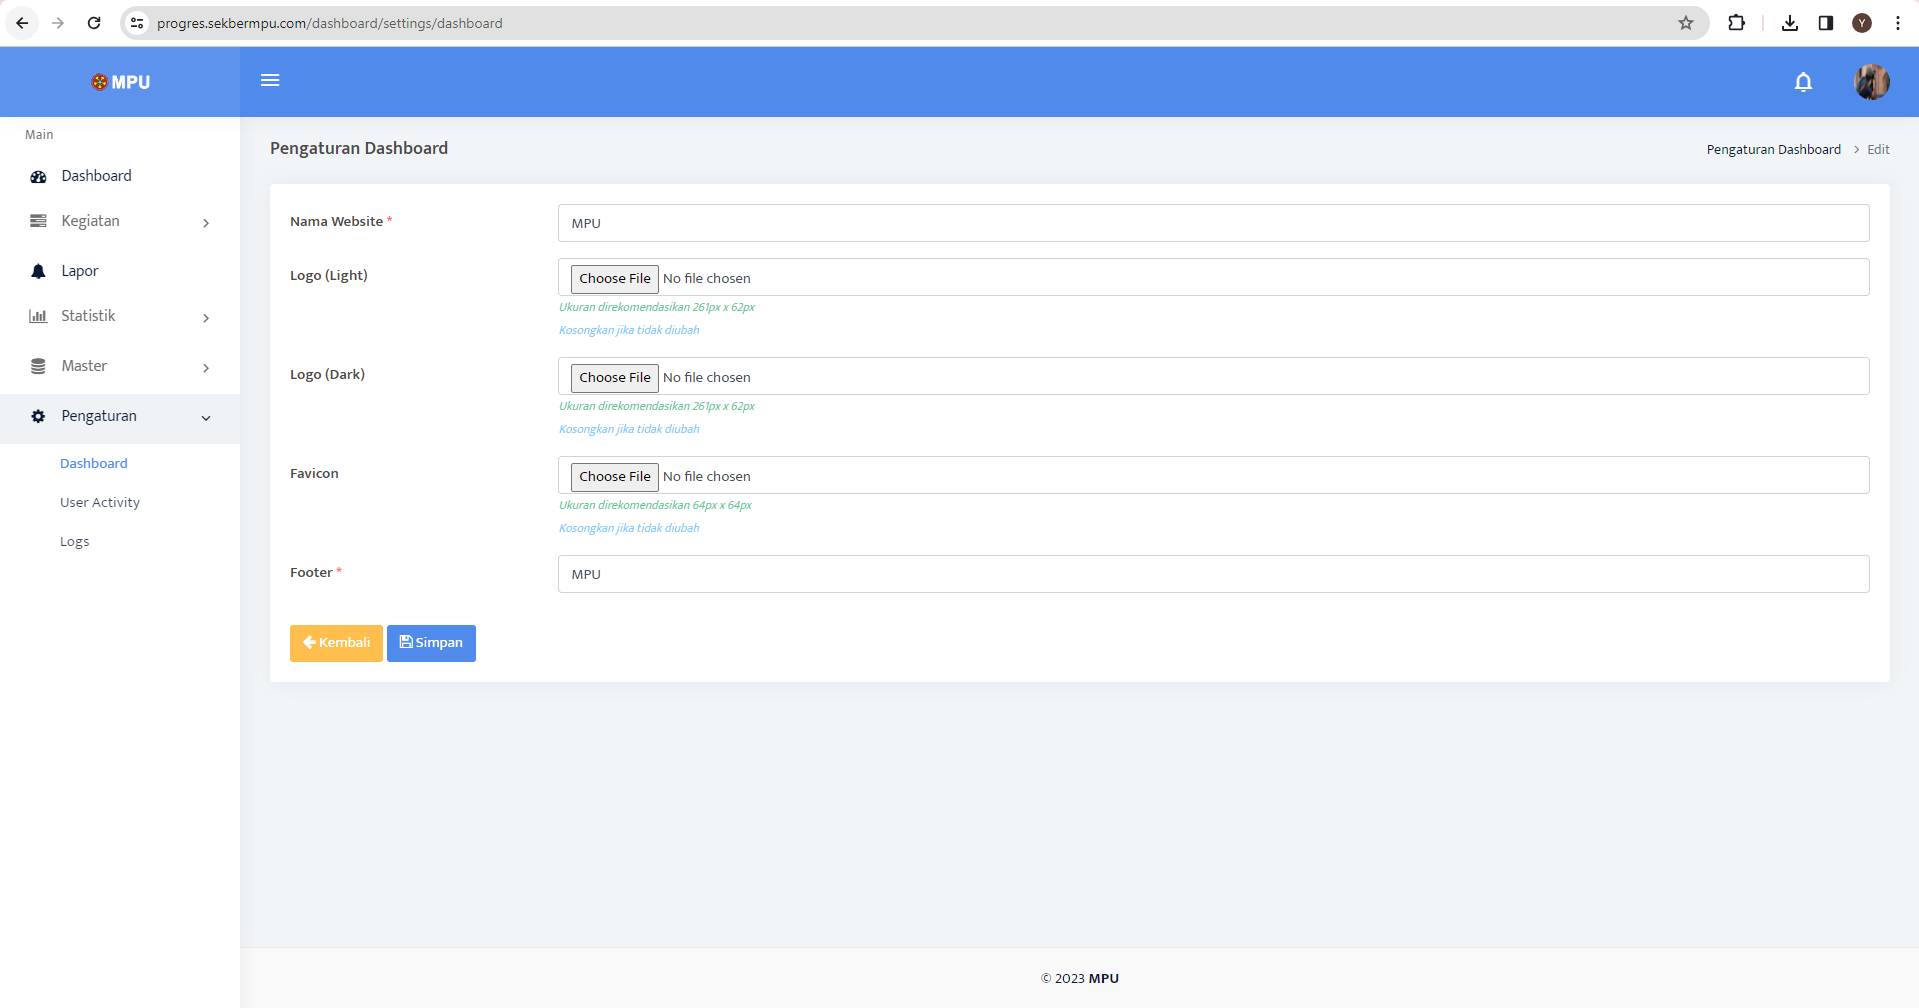 progres.sekbermpu.com/dashboard/settings/dashboard
Y
MPU
Main
Dashboard
Kegiatan
Lapor
Statistik
Master
Pengaturan
Dashboard
User Activity
Logs
Pengaturan Dashboard
Pengaturan Dashboard > Edit
Nama Website *
MPU
Logo (Light)
Choose File No file chosen
Ukuran direkomendasikan 261px x 62px
Kosongkan jika tidak diubah
Logo (Dark)
Choose File No file chosen
Ukuran direkomendasikan 261px x 62px
Kosongkan jika tidak diubah
Favicon
Choose File No file chosen
Ukuran direkomendasikan 64px x 64px
Kosongkan jika tidak diubah
Footer *
MPU
Kembali
Simpan
© 2023 MPU